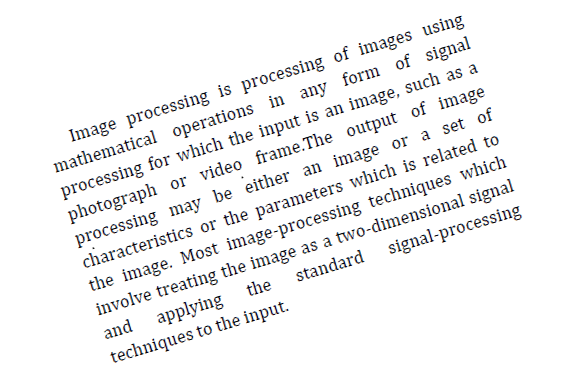 Image processing is processing of images using
mathematical operations in any form of signal
processing for which the input is an image, such as a
photograph or video frame.The output of image
processing may be either an image or a set of
characteristics or the parameters which is related to
the image. Most image-processing techniques which
involve treating the image as a two-dimensional signal
and applying the standard signal-processing
techniques to the input.